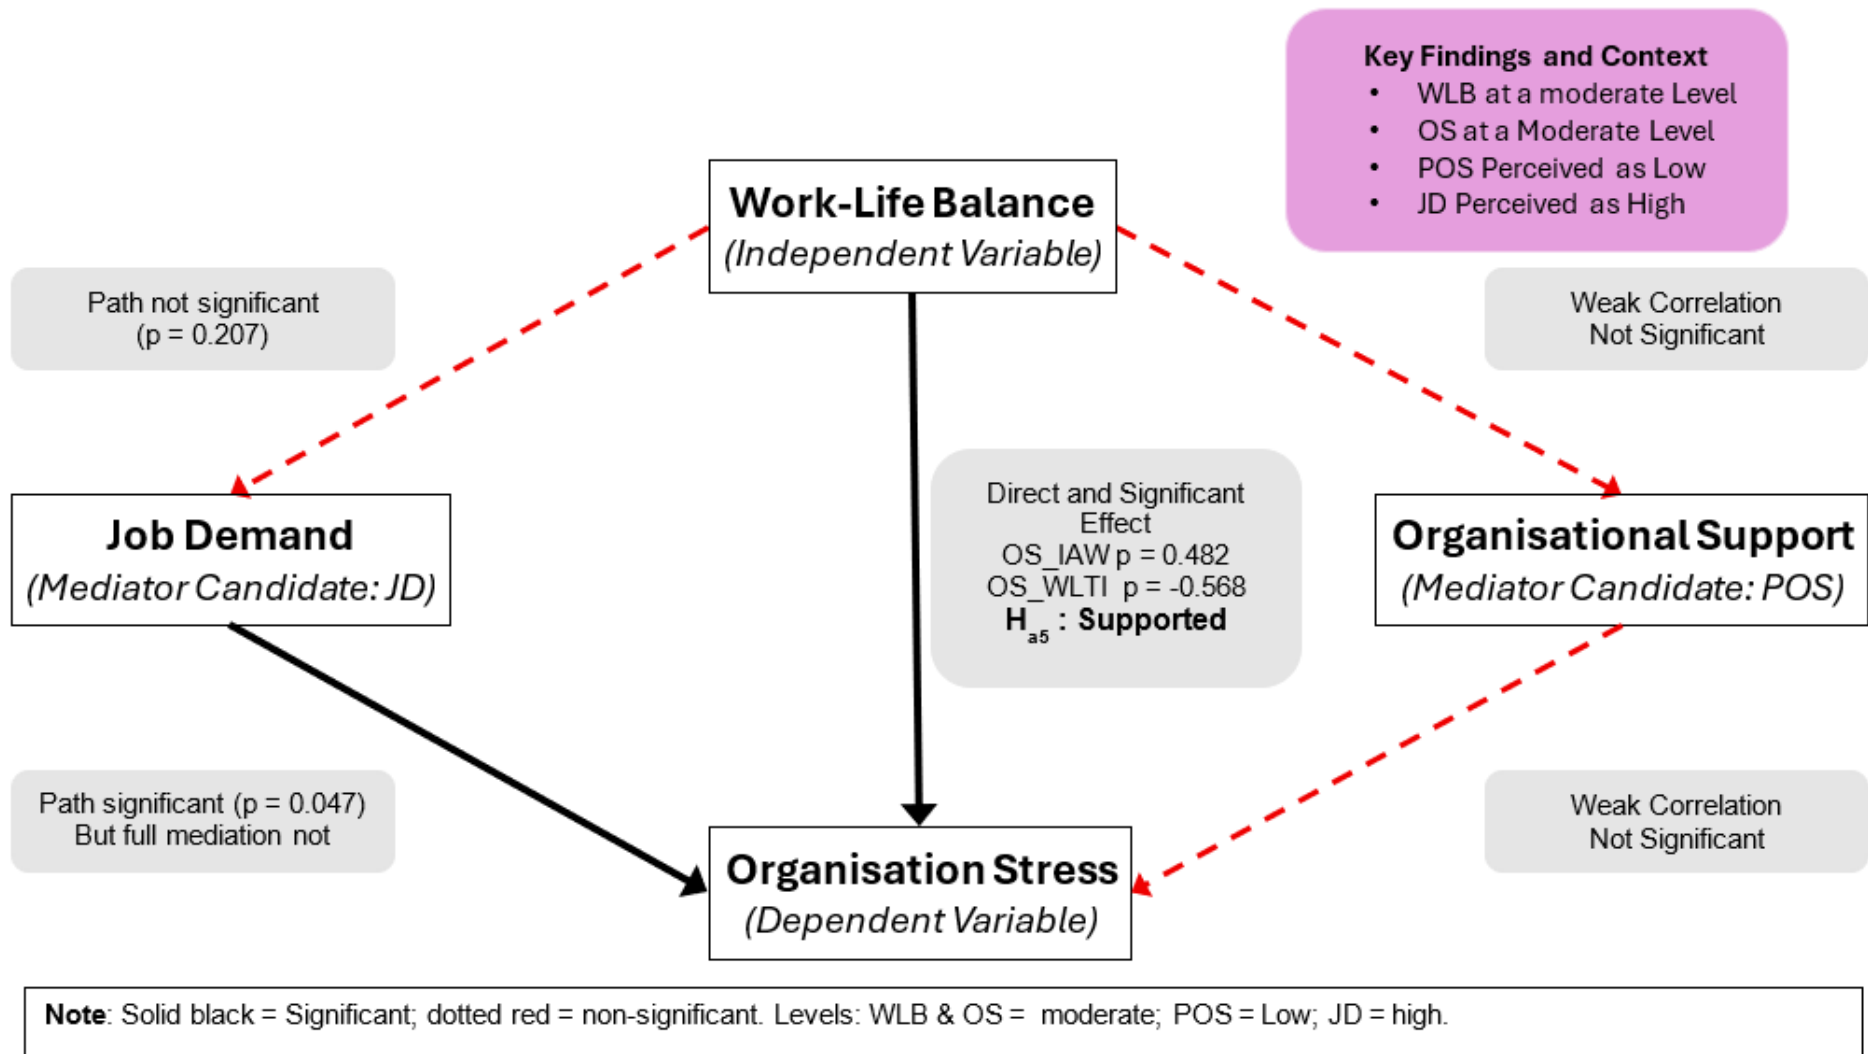 Key Findings and Context
• WLB at a moderate Level
• OS at a Moderate Level
• POS Perceived as Low
• JD Perceived as High
Work-Life Balance
(Independent Variable)
Path not significant
(p = 0.207)
Weak Correlation
Not Significant
Direct and Significant
Effect
OS_IAW p = 0.482
OS_WLTI p = -0.568
Ha5 : Supported
Job Demand
(Mediator Candidate: JD)
Organisational Support
(Mediator Candidate: POS)
Path significant (p = 0.047)
But full mediation not
Weak Correlation
Not Significant
Organisation Stress
(Dependent Variable)
Note: Solid black = Significant; dotted red = non-significant. Levels: WLB & OS = moderate; POS = Low; JD = high.